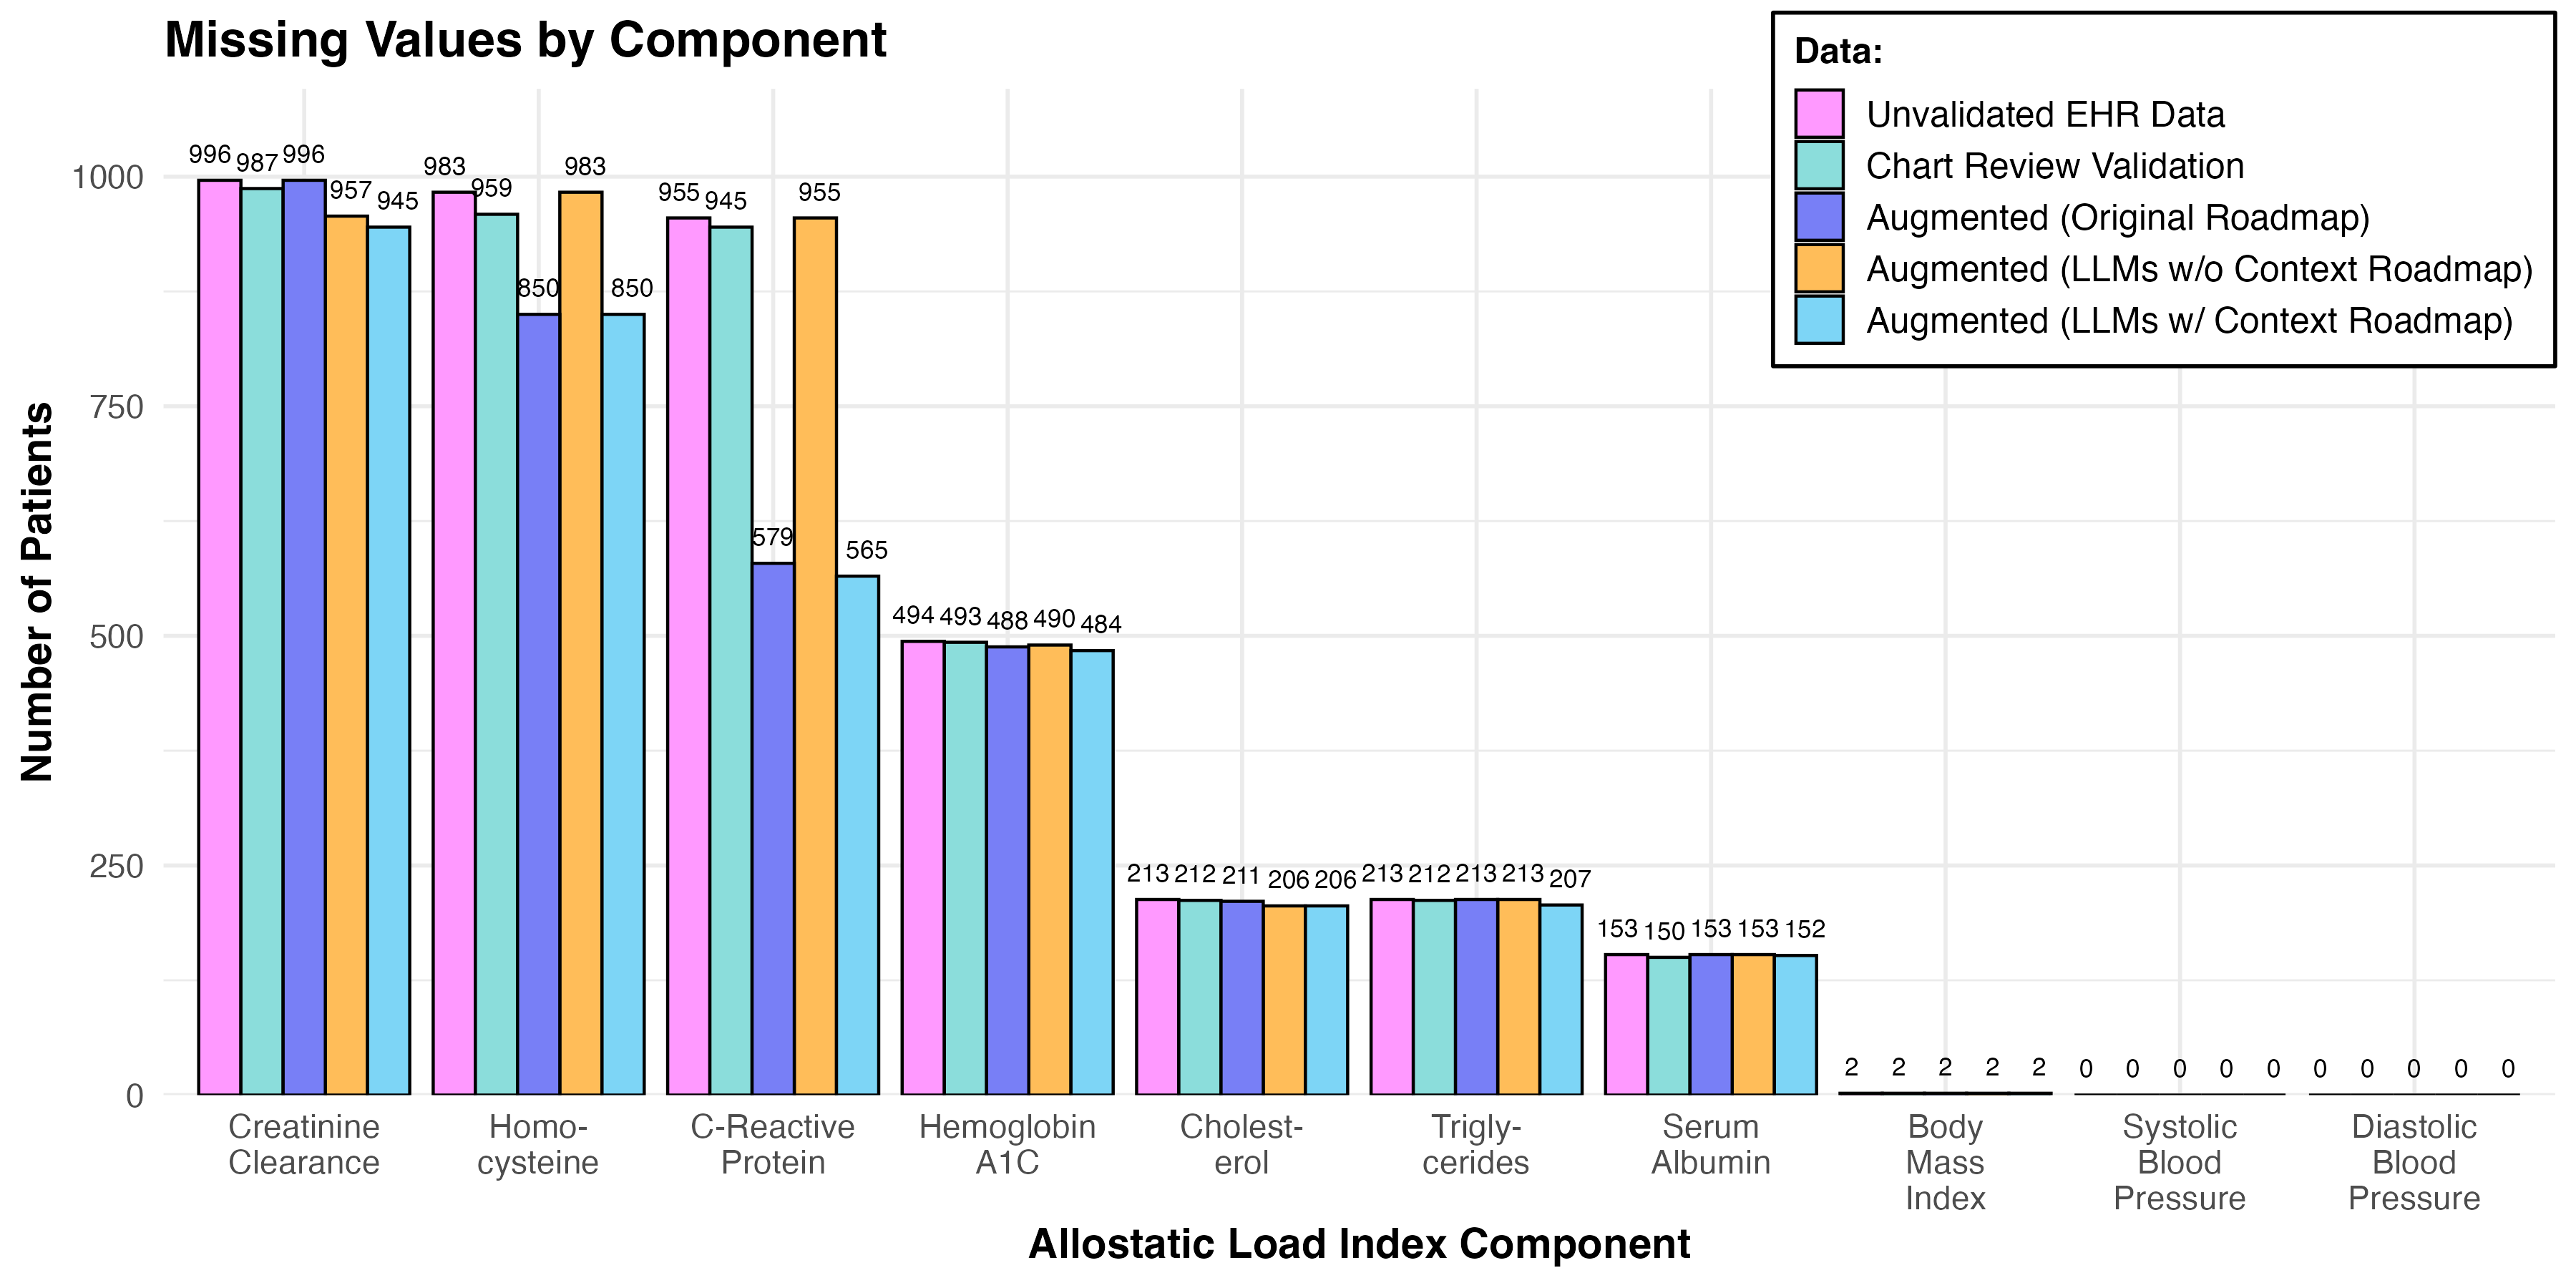 Missing Values by Component
Data:
Unvalidated EHR Data
Chart Review Validation
Augmented (Original Roadmap)
Augmented (LLMs w/o Context Roadmap)
Augmented (LLMs w/ Context Roadmap)
Number of Patients
1000
750
500
250
0
996 987 996 957 945
983 959 850 983 850
955 945 579 955 565
494 493 488 490 484
213 212 211 206 206
213 212 213 213 207
153 150 153 153 152
2 2 2 2 2
0 0 0 0 0
0 0 0 0 0
Creatinine
Clearance
Homo-
cysteine
C-Reactive
Protein
Hemoglobin
A1C
Cholest-
erol
Trigly-
cerides
Serum
Albumin
Body
Mass
Index
Systolic
Blood
Pressure
Diastolic
Blood
Pressure
Allostatic Load Index Component